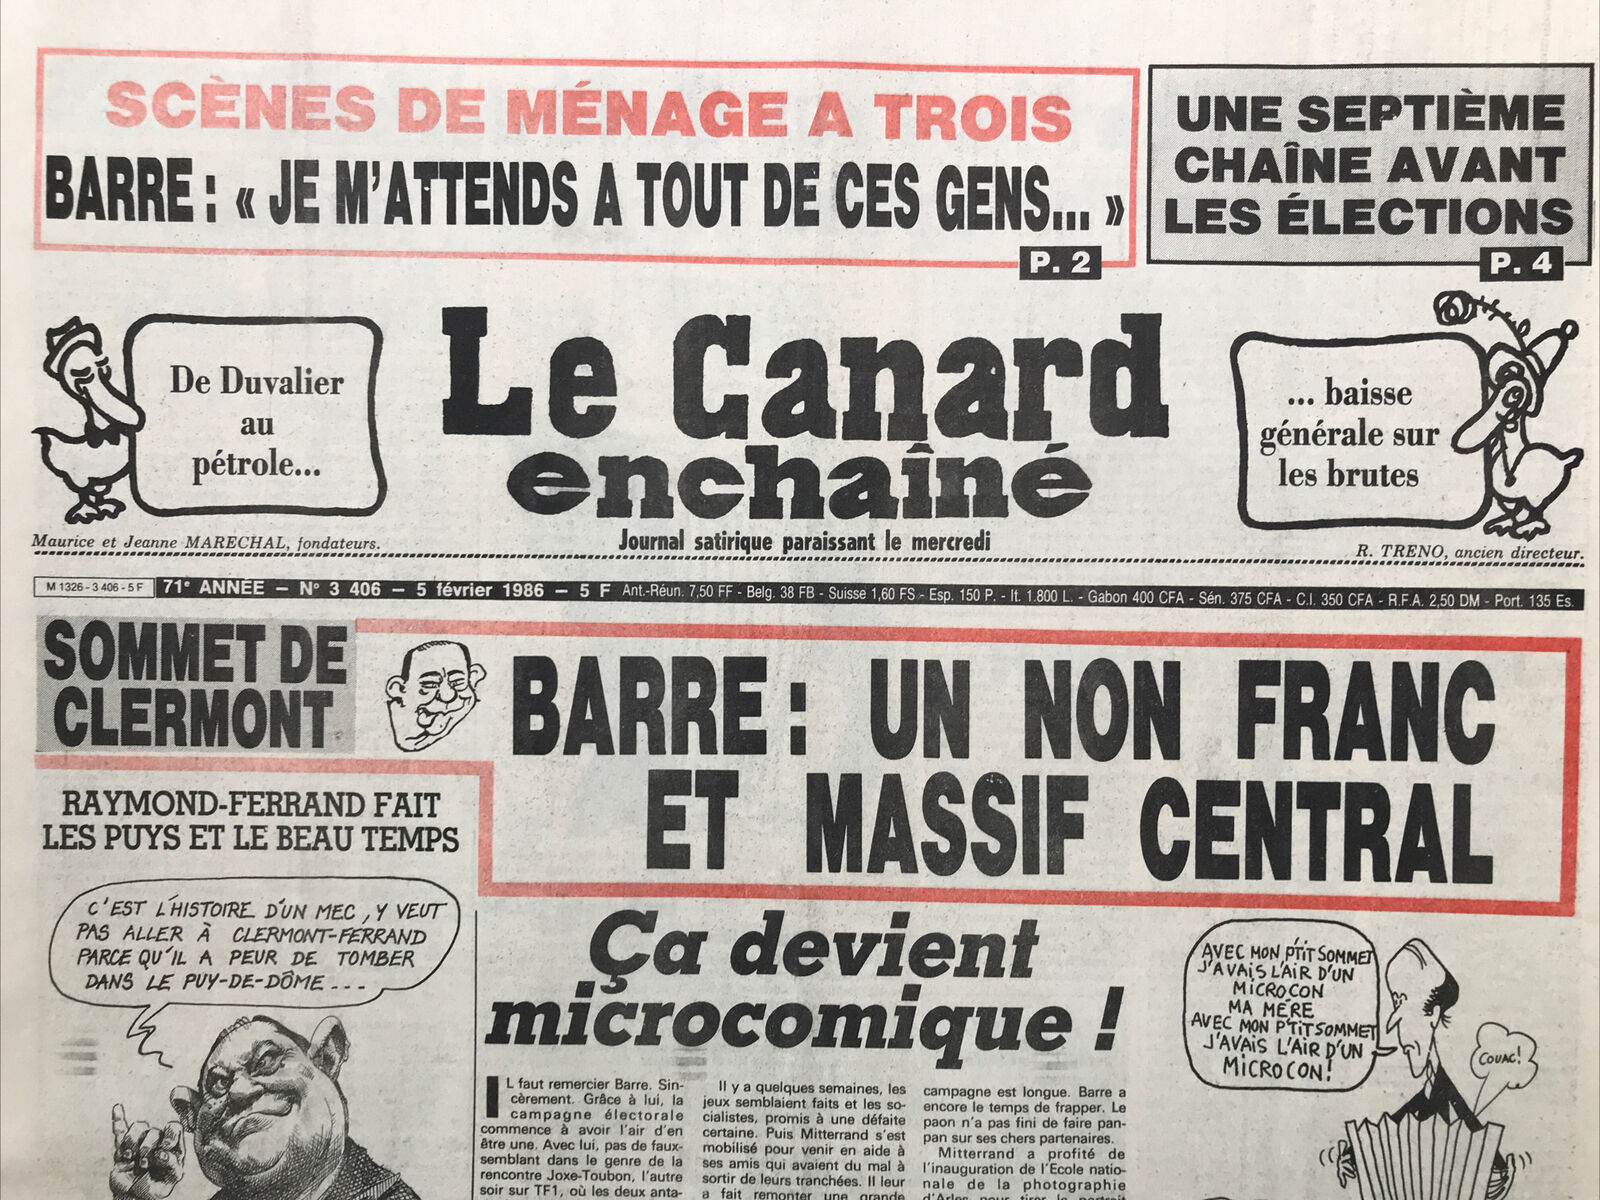 SCÈNES DE MÉNAGE A TROIS
BARRE : « JE M'ATTENDS A TOUT DE CES GENS... »
P. 2
UNE SEPTIÈME
CHAÎNE AVANT
LES ÉLECTIONS
P. 4
De Duvalier
au
pétrole...
Le Canard
enchaîné
Journal satirique paraissant le mercredi
... baisse
générale sur
les brutes
Maurice et Jeanne MARECHAL, fondateurs.
R. TRENO, ancien directeur.
M 1326 - 3 406 - 5 F
71e ANNÉE – No 3 406 – 5 février 1986 – 5 F Ant.-Réun. 7,50 FF - Belg. 38 FB - Suisse 1,60 FS - Esp. 150 P. - It. 1.800 L. - Gabon 400 CFA - Sén. 375 CFA - C.I. 350 CFA - R.F.A. 2,50 DM - Port. 135 Es.
SOMMET DE
CLERMONT
BARRE : UN NON FRANC
ET MASSIF CENTRAL
RAYMOND-FERRAND FAIT
LES PUYS ET LE BEAU TEMPS
C'EST L'HISTOIRE D'UN MEC, Y VEUT
PAS ALLER À CLERMONT-FERRAND
PARCE QU'IL A PEUR DE TOMBER
DANS LE PUY-DE-DÔME...
Ça devient
microcomique !
IL faut remercier Barre. Sin-
cèrement. Grâce à lui, la
campagne électorale
commence à avoir l'air d'en
être une. Avec lui, pas de faux-
semblant dans le genre de la
rencontre Joxe-Toubon, l'autre
soir sur TF1, où les deux anta-
Il y a quelques semaines, les
jeux semblaient faits et les so-
cialistes, promis à une défaite
certaine. Puis Mitterrand s'est
mobilisé pour venir en aide à
ses amis qui avaient du mal à
sortir de leurs tranchées. Il leur
a fait remonter une grande
campagne est longue. Barre a
encore le temps de frapper. Le
paon n'a pas fini de faire pan-
pan sur ses chers partenaires.
Mitterrand a profité de
l'inauguration de l'Ecole natio-
nale de la photographie
d'Arles pour tirer le portrait
AVEC MON P'TIT SOMMET
J'AVAIS L'AIR D'UN
MICROCON
MA MÈRE
AVEC MON P'TIT SOMMET
J'AVAIS L'AIR D'UN
MICROCON!
COUAC!